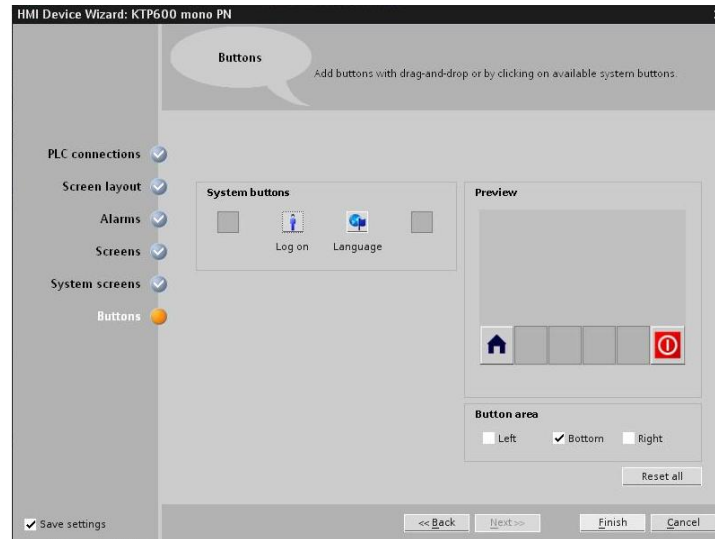 HMI Device Wizard: KTP600 mono PN
Buttons
Add buttons with drag-and-drop or by clicking on available system buttons.
PLC connections
Screen layout
Alarms
Screens
System screens
Buttons
System buttons
Log on
Language
Preview
Button area
Left
Bottom
Right
Reset all
Save settings
<< Back
Next >>
Finish
Cancel